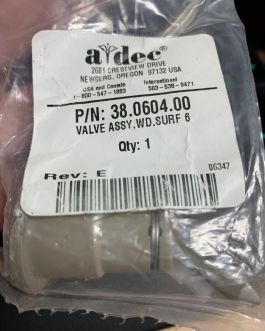 a dec
2601 CRESTVIEW DRIVE
NEWBERG, OREGON 97132 USA
USA and Canada International
1-800-547-1883 503-538-9471
P/N: 38.0604.00
VALVE ASSY,WD.SURF 6
Qty: 1
06347
Rev: E